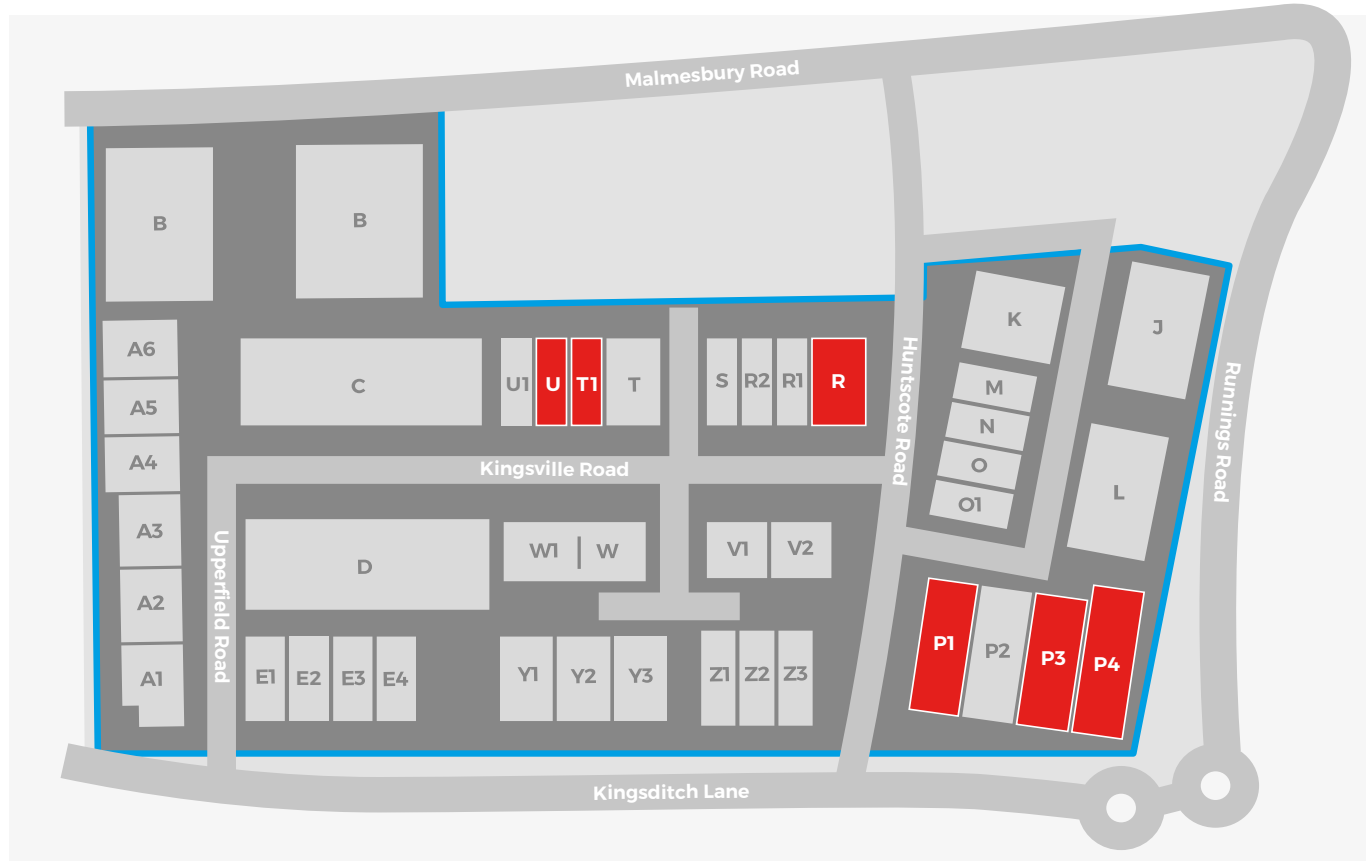 Malmesbury Road
B
B
A6
A5
A4
A3
A2
A1
C
U1
U
T1
T
S
R2
R1
R
Huntscote Road
K
J
M
N
O
O1
L
Runnings Road
Kingsville Road
Upperfield Road
D
W1
W
V1
V2
E1
E2
E3
E4
Y1
Y2
Y3
Z1
Z2
Z3
P1
P2
P3
P4
Kingsditch Lane